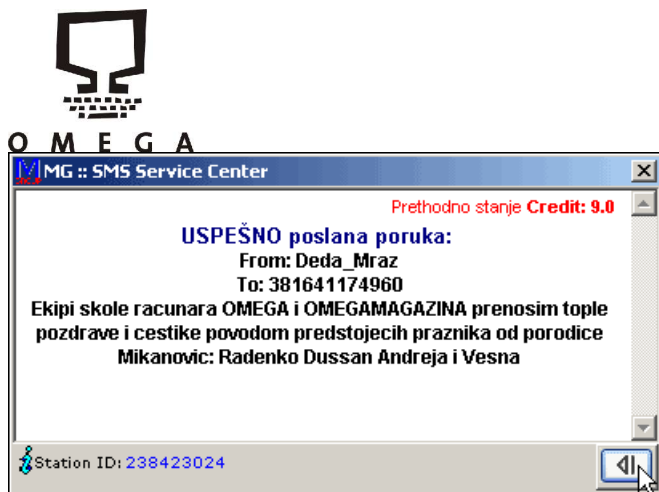 OMEGA
MG :: SMS Service Center
Prethodno stanje Credit: 9.0
USPEŠNO poslana poruka:
From: Deda_Mraz
To: 381641174960
Ekipi skole racunara OMEGA i OMEGAMAGAZINA prenosim tople
pozdrave i cestike povodom predstojecih praznika od porodice
Mikanovic: Radenko Dussan Andreja i Vesna
Station ID: 238423024